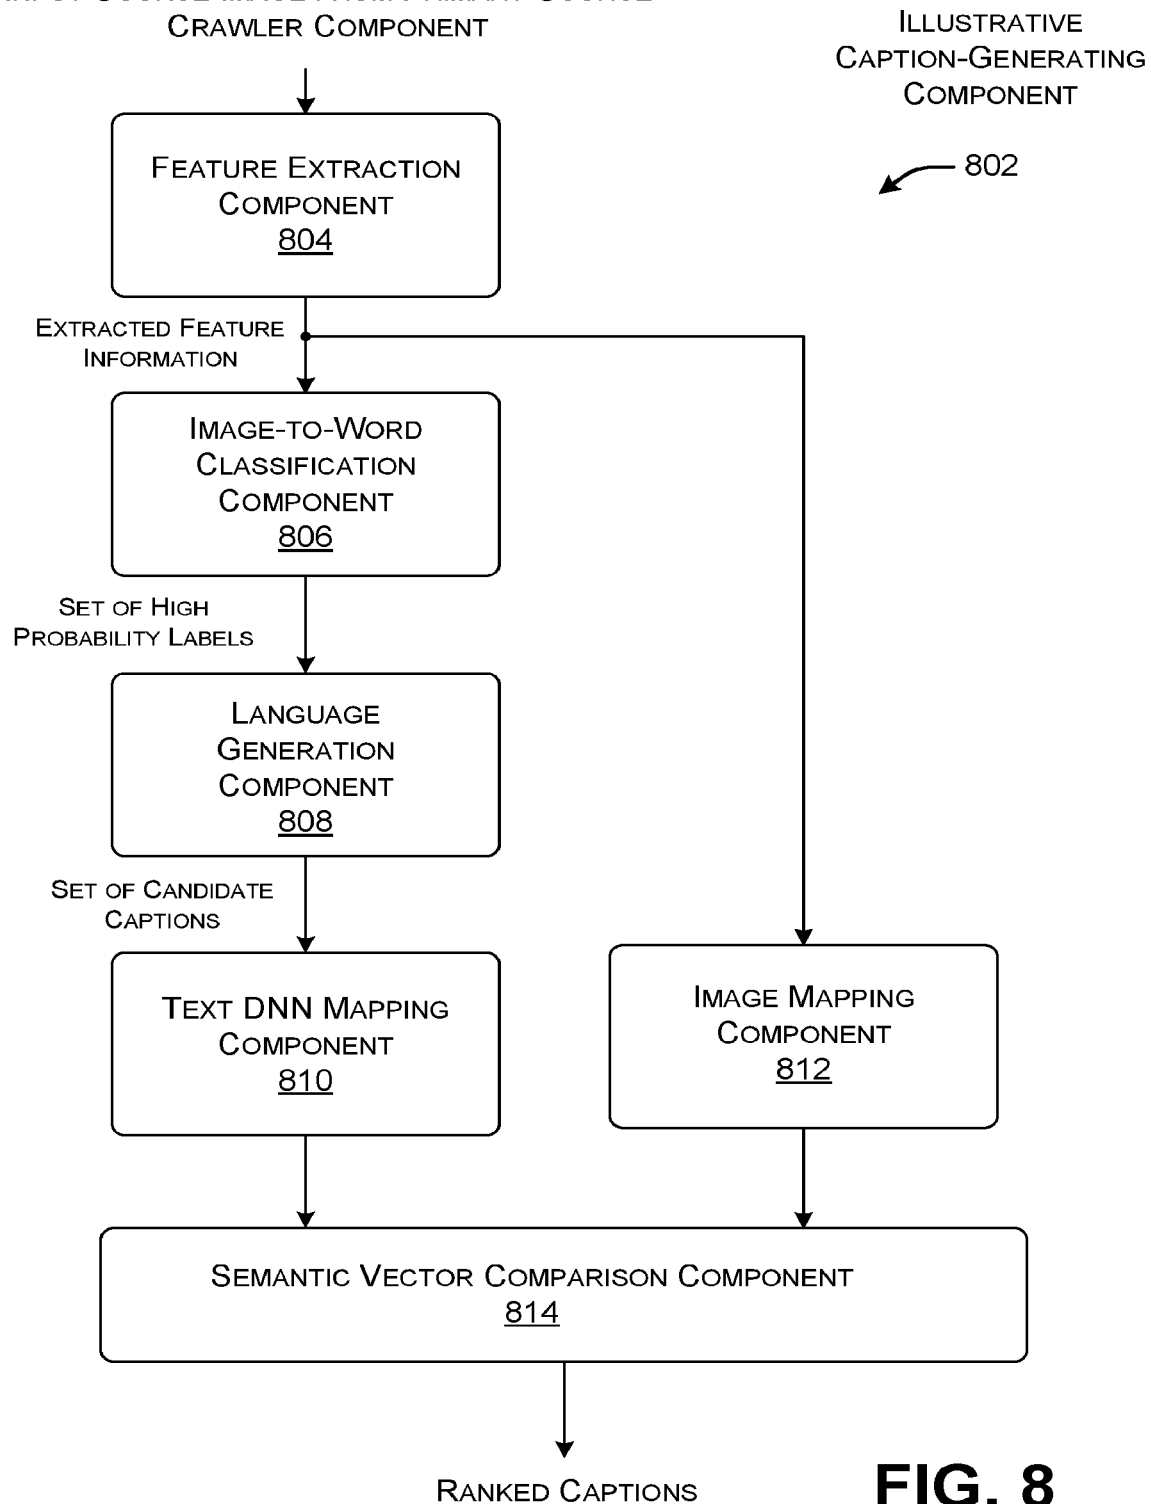 CRAWLER COMPONENT
ILLUSTRATIVE
CAPTION-GENERATING
COMPONENT
802
FEATURE EXTRACTION
COMPONENT
804
EXTRACTED FEATURE
INFORMATION
IMAGE-TO-WORD
CLASSIFICATION
COMPONENT
806
SET OF HIGH
PROBABILITY LABELS
LANGUAGE
GENERATION
COMPONENT
808
SET OF CANDIDATE
CAPTIONS
TEXT DNN MAPPING
COMPONENT
810
IMAGE MAPPING
COMPONENT
812
SEMANTIC VECTOR COMPARISON COMPONENT
814
RANKED CAPTIONS
FIG. 8